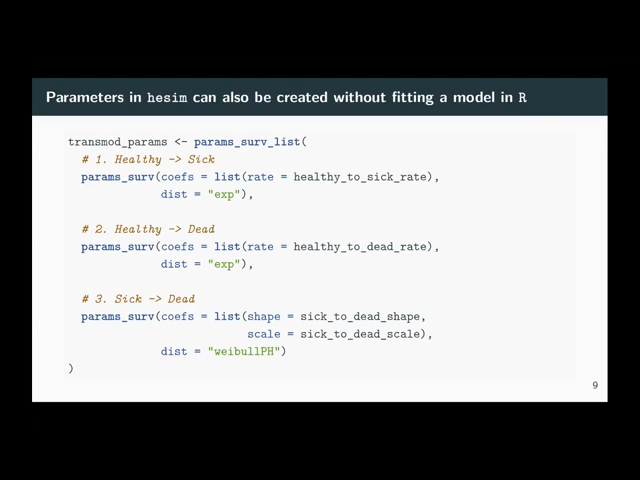 Parameters in hesim can also be created without fitting a model in R
transmod_params <- params_surv_list(
# 1. Healthy -> Sick
params_surv(coefs = list(rate = healthy_to_sick_rate),
dist = "exp"),
# 2. Healthy -> Dead
params_surv(coefs = list(rate = healthy_to_dead_rate),
dist = "exp"),
# 3. Sick -> Dead
params_surv(coefs = list(shape = sick_to_dead_shape,
scale = sick_to_dead_scale),
dist = "weibullPH")
)
9